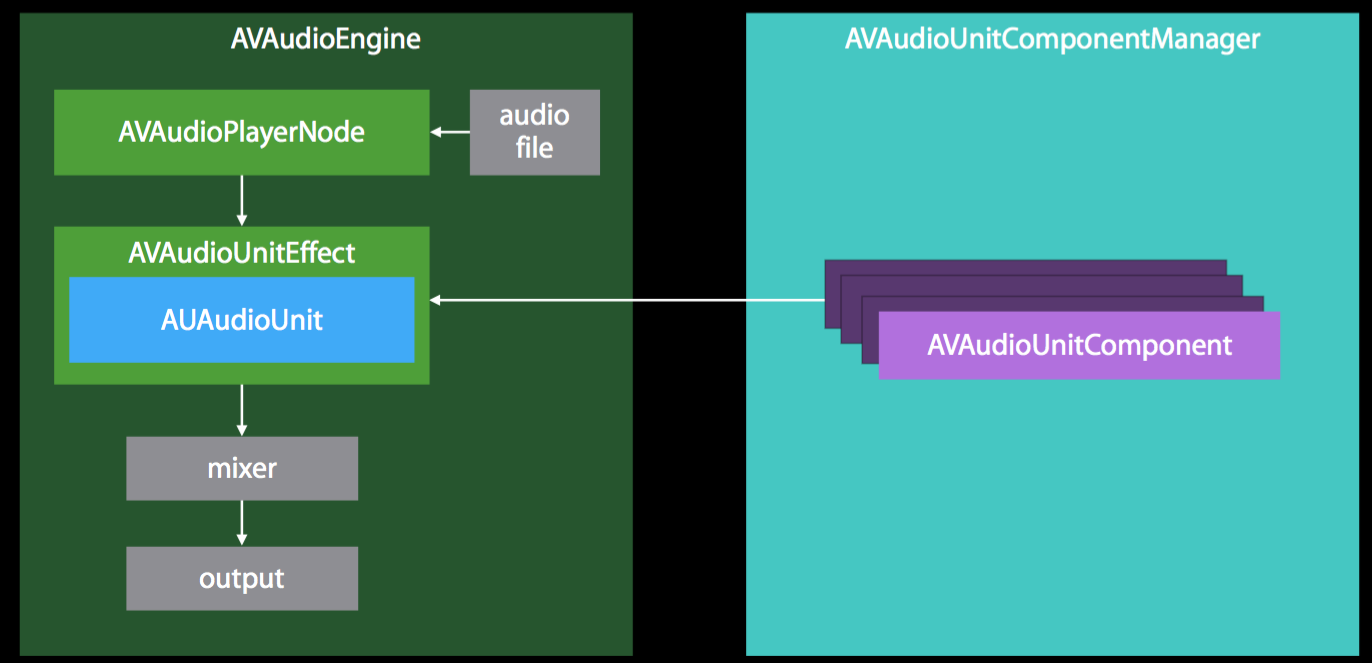 AVAudioEngine
AVAudioPlayerNode
audio
file
AVAudioUnitEffect
AUAudioUnit
mixer
output
AVAudioUnitComponentManager
AVAudioUnitComponent